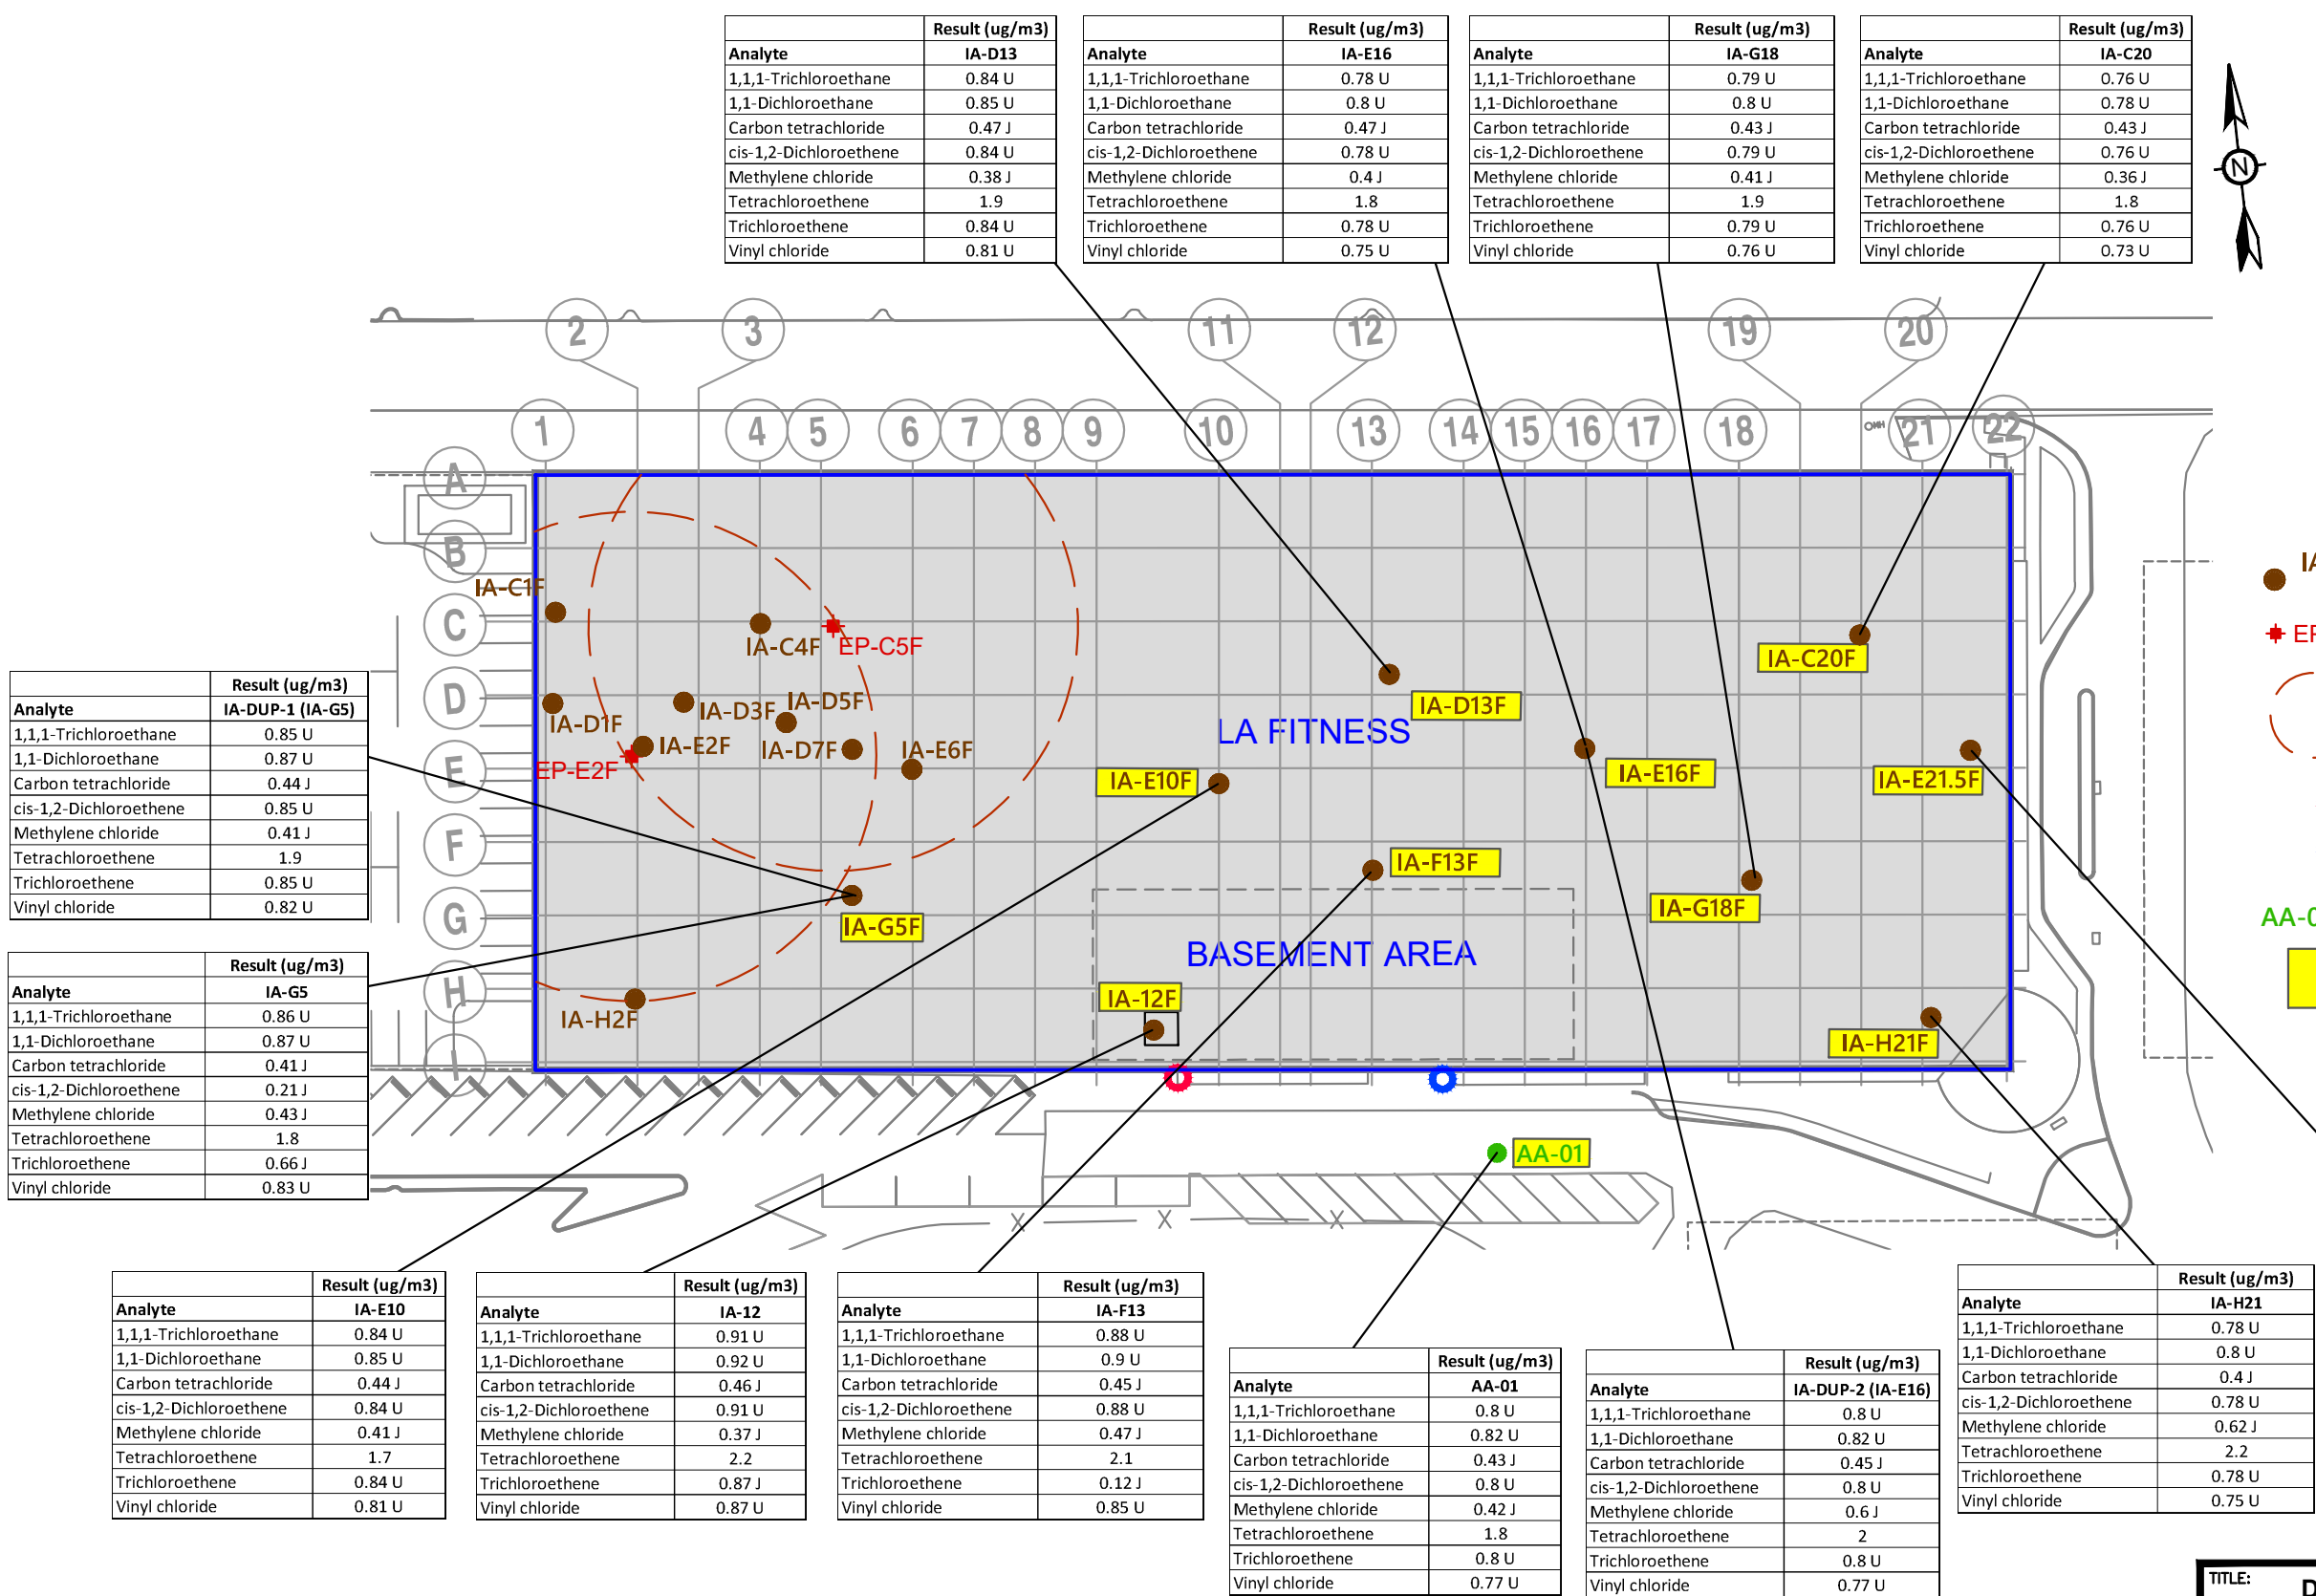 Result (ug/m3)
Analyte IA-D13
1,1,1-Trichloroethane 0.84 U
1,1-Dichloroethane 0.85 U
Carbon tetrachloride 0.47 J
cis-1,2-Dichloroethene 0.84 U
Methylene chloride 0.38 J
Tetrachloroethene 1.9
Trichloroethene 0.84 U
Vinyl chloride 0.81 U
Result (ug/m3)
Analyte IA-E16
1,1,1-Trichloroethane 0.78 U
1,1-Dichloroethane 0.8 U
Carbon tetrachloride 0.47 J
cis-1,2-Dichloroethene 0.78 U
Methylene chloride 0.4 J
Tetrachloroethene 1.8
Trichloroethene 0.78 U
Vinyl chloride 0.75 U
Result (ug/m3)
Analyte IA-G18
1,1,1-Trichloroethane 0.79 U
1,1-Dichloroethane 0.8 U
Carbon tetrachloride 0.43 J
cis-1,2-Dichloroethene 0.79 U
Methylene chloride 0.41 J
Tetrachloroethene 1.9
Trichloroethene 0.79 U
Vinyl chloride 0.76 U
Result (ug/m3)
Analyte IA-C20
1,1,1-Trichloroethane 0.76 U
1,1-Dichloroethane 0.78 U
Carbon tetrachloride 0.43 J
cis-1,2-Dichloroethene 0.76 U
Methylene chloride 0.36 J
Tetrachloroethene 1.8
Trichloroethene 0.76 U
Vinyl chloride 0.73 U
N
2 3 11 12 19 20
1 4 5 6 7 8 9 10 13 14 15 16 17 18 21 22
OHH
A
B
IA-C1F
C
IA-C4F
EP-C5F
IA-C20F
D
IA-D1F
IA-D3F
IA-D5F
IA-D13F
LA FITNESS
IA-E2F
IA-D7F
IA-E6F
EP-E2F
E
IA-E10F
IA-E16F
IA-E21.5F
F
IA-F13F
G
IA-G5F
IA-G18F
BASEMENT AREA
H
IA-H2F
IA-12F
IA-H21F
I
AA-01
X X X
IA
EP
AA-0
Result (ug/m3)
Analyte IA-DUP-1 (IA-G5)
1,1,1-Trichloroethane 0.85 U
1,1-Dichloroethane 0.87 U
Carbon tetrachloride 0.44 J
cis-1,2-Dichloroethene 0.85 U
Methylene chloride 0.41 J
Tetrachloroethene 1.9
Trichloroethene 0.85 U
Vinyl chloride 0.82 U
Result (ug/m3)
Analyte IA-G5
1,1,1-Trichloroethane 0.86 U
1,1-Dichloroethane 0.87 U
Carbon tetrachloride 0.41 J
cis-1,2-Dichloroethene 0.21 J
Methylene chloride 0.43 J
Tetrachloroethene 1.8
Trichloroethene 0.66 J
Vinyl chloride 0.83 U
Result (ug/m3)
Analyte IA-E10
1,1,1-Trichloroethane 0.84 U
1,1-Dichloroethane 0.85 U
Carbon tetrachloride 0.44 J
cis-1,2-Dichloroethene 0.84 U
Methylene chloride 0.41 J
Tetrachloroethene 1.7
Trichloroethene 0.84 U
Vinyl chloride 0.81 U
Result (ug/m3)
Analyte IA-12
1,1,1-Trichloroethane 0.91 U
1,1-Dichloroethane 0.92 U
Carbon tetrachloride 0.46 J
cis-1,2-Dichloroethene 0.91 U
Methylene chloride 0.37 J
Tetrachloroethene 2.2
Trichloroethene 0.87 J
Vinyl chloride 0.87 U
Result (ug/m3)
Analyte IA-F13
1,1,1-Trichloroethane 0.88 U
1,1-Dichloroethane 0.9 U
Carbon tetrachloride 0.45 J
cis-1,2-Dichloroethene 0.88 U
Methylene chloride 0.47 J
Tetrachloroethene 2.1
Trichloroethene 0.12 J
Vinyl chloride 0.85 U
Result (ug/m3)
Analyte AA-01
1,1,1-Trichloroethane 0.8 U
1,1-Dichloroethane 0.82 U
Carbon tetrachloride 0.43 J
cis-1,2-Dichloroethene 0.8 U
Methylene chloride 0.42 J
Tetrachloroethene 1.8
Trichloroethene 0.8 U
Vinyl chloride 0.77 U
Result (ug/m3)
Analyte IA-DUP-2 (IA-E16)
1,1,1-Trichloroethane 0.8 U
1,1-Dichloroethane 0.82 U
Carbon tetrachloride 0.45 J
cis-1,2-Dichloroethene 0.8 U
Methylene chloride 0.6 J
Tetrachloroethene 2
Trichloroethene 0.8 U
Vinyl chloride 0.77 U
Result (ug/m3)
Analyte IA-H21
1,1,1-Trichloroethane 0.78 U
1,1-Dichloroethane 0.8 U
Carbon tetrachloride 0.4 J
cis-1,2-Dichloroethene 0.78 U
Methylene chloride 0.62 J
Tetrachloroethene 2.2
Trichloroethene 0.78 U
Vinyl chloride 0.75 U
TITLE: